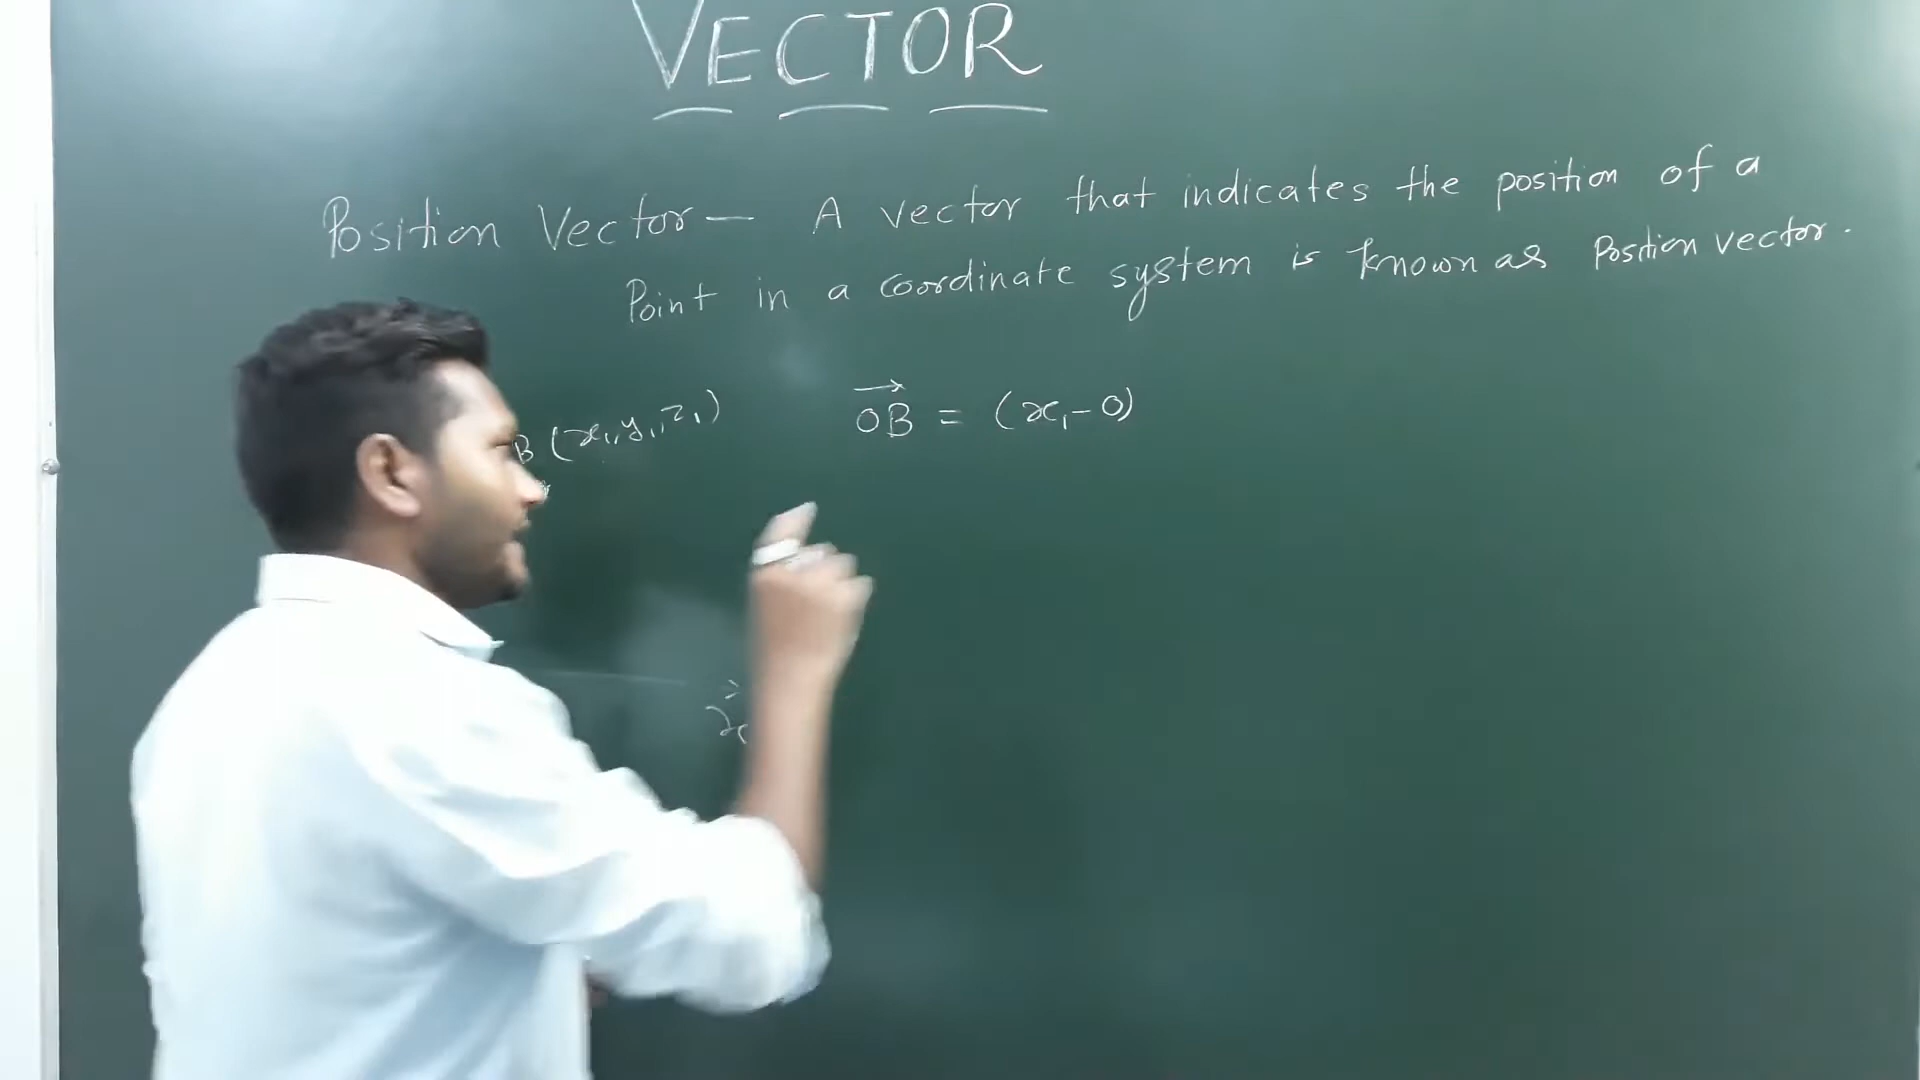 VECTOR
Position Vector — A vector that indicates the position of a
Point in a coordinate system is known as Position vector.
B (x₁, y₁, z₁)
OB⃗ = (x₁ - 0)
x